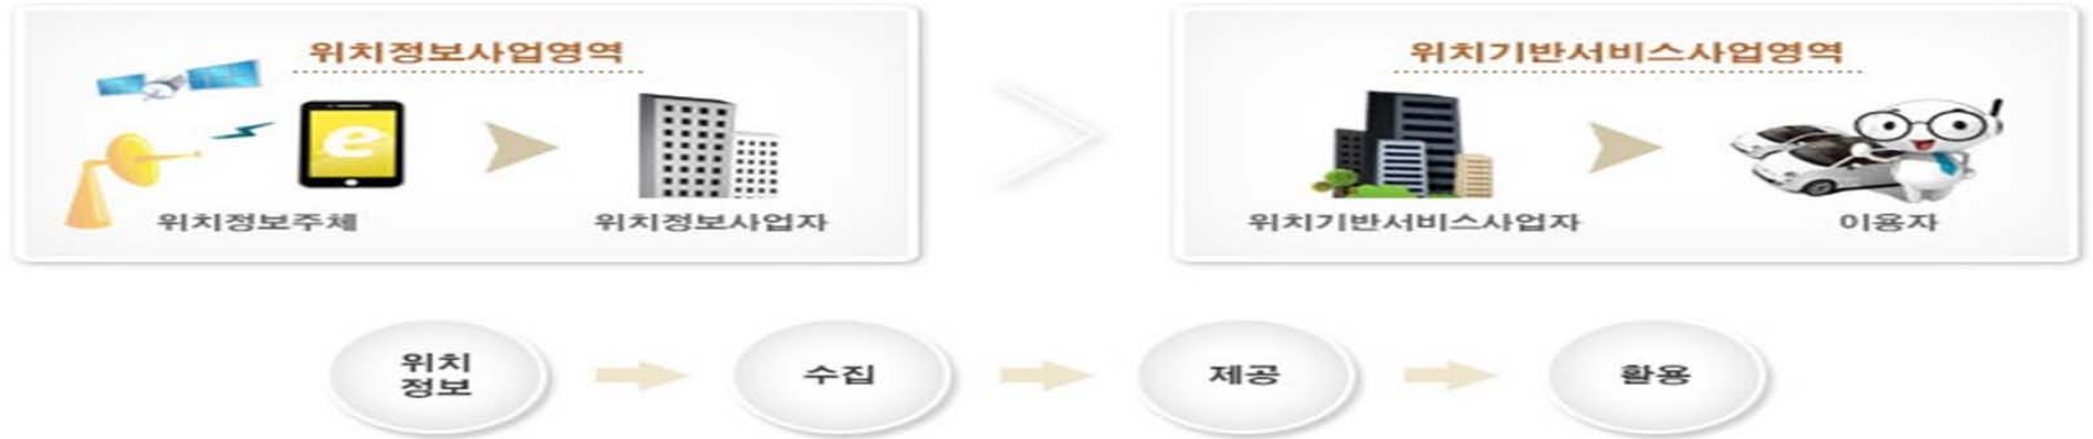 위치정보사업영역
위치기반서비스사업영역
e
위치정보주체
위치정보사업자
위치기반서비스사업자
이용자
위치
정보
수집
제공
활용